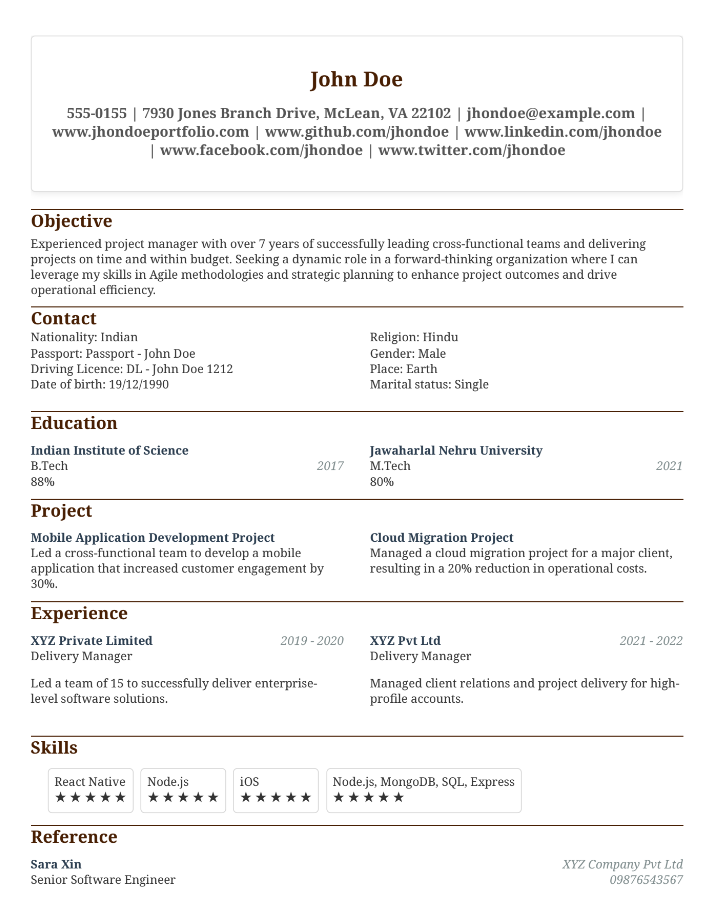 John Doe
555-0155 | 7930 Jones Branch Drive, McLean, VA 22102 | jhondoe@example.com |
www.jhondoeportfolio.com | www.github.com/jhondoe | www.linkedin.com/jhondoe
| www.facebook.com/jhondoe | www.twitter.com/jhondoe
Objective
Experienced project manager with over 7 years of successfully leading cross-functional teams and delivering
projects on time and within budget. Seeking a dynamic role in a forward-thinking organization where I can
leverage my skills in Agile methodologies and strategic planning to enhance project outcomes and drive
operational efficiency.
Contact
Nationality: Indian
Passport: Passport - John Doe
Driving Licence: DL - John Doe 1212
Date of birth: 19/12/1990
Religion: Hindu
Gender: Male
Place: Earth
Marital status: Single
Education
Indian Institute of Science
B.Tech 2017
88%
Jawaharlal Nehru University
M.Tech 2021
80%
Project
Mobile Application Development Project
Led a cross-functional team to develop a mobile
application that increased customer engagement by
30%.
Cloud Migration Project
Managed a cloud migration project for a major client,
resulting in a 20% reduction in operational costs.
Experience
XYZ Private Limited 2019 - 2020
Delivery Manager
Led a team of 15 to successfully deliver enterprise-
level software solutions.
XYZ Pvt Ltd 2021 - 2022
Delivery Manager
Managed client relations and project delivery for high-
profile accounts.
Skills
React Native
★★★★★
Node.js
★★★★★
iOS
★★★★★
Node.js, MongoDB, SQL, Express
★★★★★
Reference
Sara Xin XYZ Company Pvt Ltd
Senior Software Engineer 09876543567